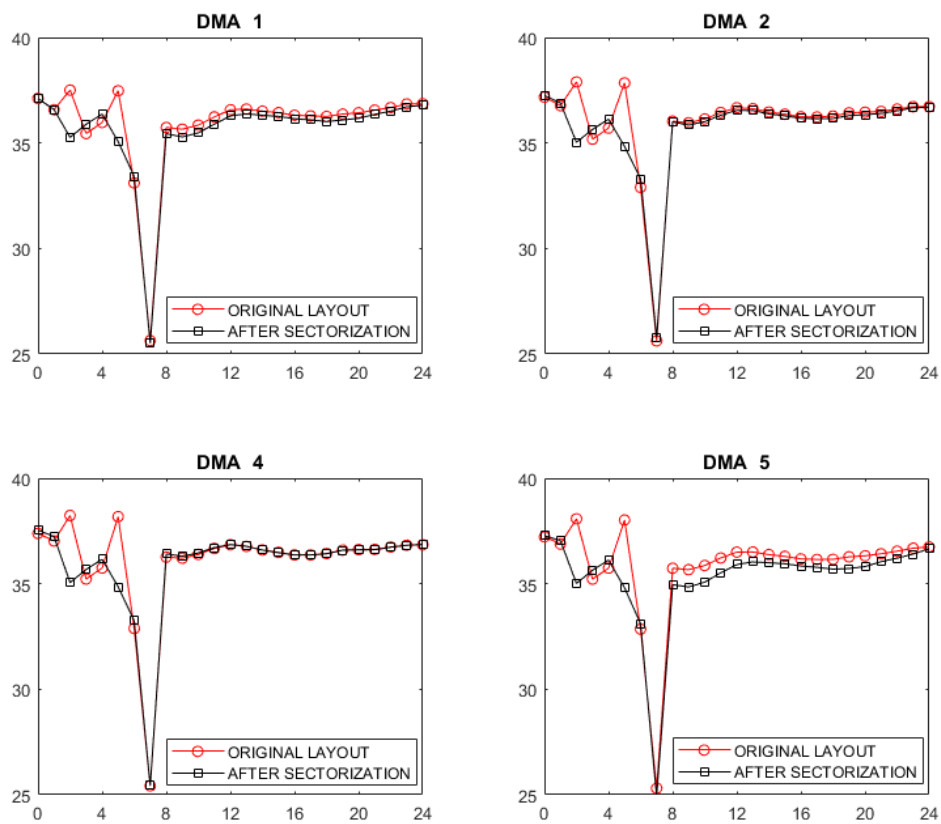 DMA 1
40
35
30
25
0 4 8 12 16 20 24
ORIGINAL LAYOUT
AFTER SECTORIZATION
DMA 2
40
35
30
25
0 4 8 12 16 20 24
ORIGINAL LAYOUT
AFTER SECTORIZATION
DMA 4
40
35
30
25
0 4 8 12 16 20 24
ORIGINAL LAYOUT
AFTER SECTORIZATION
DMA 5
40
35
30
25
0 4 8 12 16 20 24
ORIGINAL LAYOUT
AFTER SECTORIZATION